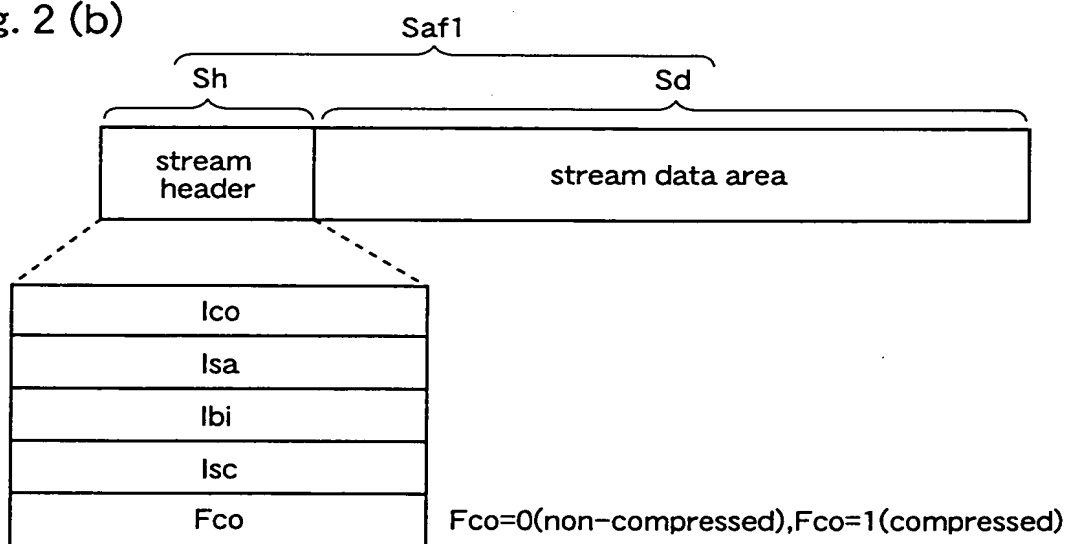 g. 2 (b)
Saf1
Sh
Sd
stream
header
stream data area
Ico
Isa
Ibi
Isc
Fco
Fco=0(non-compressed),Fco=1(compressed)